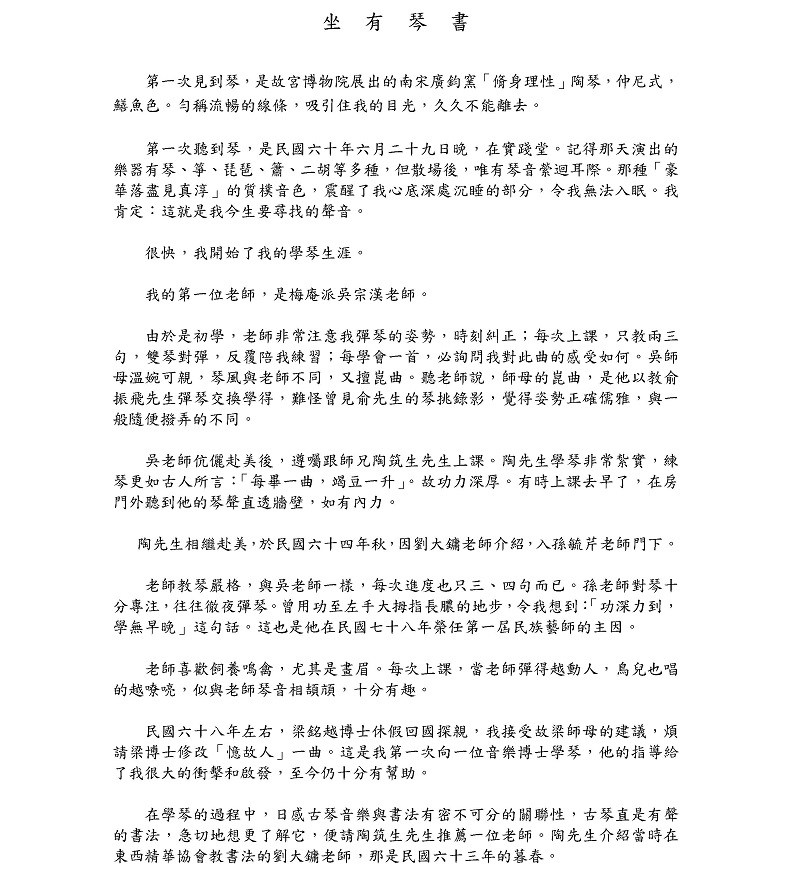 坐有琴書
第一次見到琴，是故宮博物院展出的南宋廣鈞窯「脩身理性」陶琴，仲尼式，
鱔魚色。勻稱流暢的線條，吸引住我的目光，久久不能離去。
第一次聽到琴，是民國六十年六月二十九日晚，在實踐堂。記得那天演出的
樂器有琴、箏、琵琶、簫、二胡等多種，但散場後，唯有琴音縈迴耳際。那種「豪
華落盡見真淳」的質樸音色，震醒了我心底深處沉睡的部分，令我無法入眠。我
肯定：這就是我今生要尋找的聲音。
很快，我開始了我的學琴生涯。
我的第一位老師，是梅庵派吳宗漢老師。
由於是初學，老師非常注意我彈琴的姿勢，時刻糾正；每次上課，只教兩三
句，雙琴對彈，反覆陪我練習；每學會一首，必詢問我對此曲的感受如何。吳師
母溫婉可親，琴風與老師不同，又擅崑曲。聽老師說，師母的崑曲，是他以教俞
振飛先生彈琴交換學得，難怪曾見俞先生的琴挑錄影，覺得姿勢正確儒雅，與一
般隨便撥弄的不同。
吳老師伉儷赴美後，遵囑跟師兄陶筑生先生上課。陶先生學琴非常紮實，練
琴更如古人所言：「每畢一曲，竭豆一升」。故功力深厚。有時上課去早了，在房
門外聽到他的琴聲直透牆壁，如有內力。
陶先生相繼赴美，於民國六十四年秋，因劉大鏞老師介紹，入孫毓芹老師門下。
老師教琴嚴格，與吳老師一樣，每次進度也只三、四句而已。孫老師對琴十
分專注，往往徹夜彈琴。曾用功至左手大拇指長膿的地步，令我想到：「功深力到，
學無早晚」這句話。這也是他在民國七十八年榮任第一屆民族藝師的主因。
老師喜歡飼養鳴禽，尤其是畫眉。每次上課，當老師彈得越動人，鳥兒也唱
的越嘹喨，似與老師琴音相頡頏，十分有趣。
民國六十八年左右，梁銘越博士休假回國探親，我接受故梁師母的建議，煩
請梁博士修改「憶故人」一曲。這是我第一次向一位音樂博士學琴，他的指導給
了我很大的衝擊和啟發，至今仍十分有幫助。
在學琴的過程中，日感古琴音樂與書法有密不可分的關聯性，古琴直是有聲
的書法，急切地想更了解它，便請陶筑生先生推薦一位老師。陶先生介紹當時在
東西精華協會教書法的劉大鏞老師，那是民國六十三年的暮春。